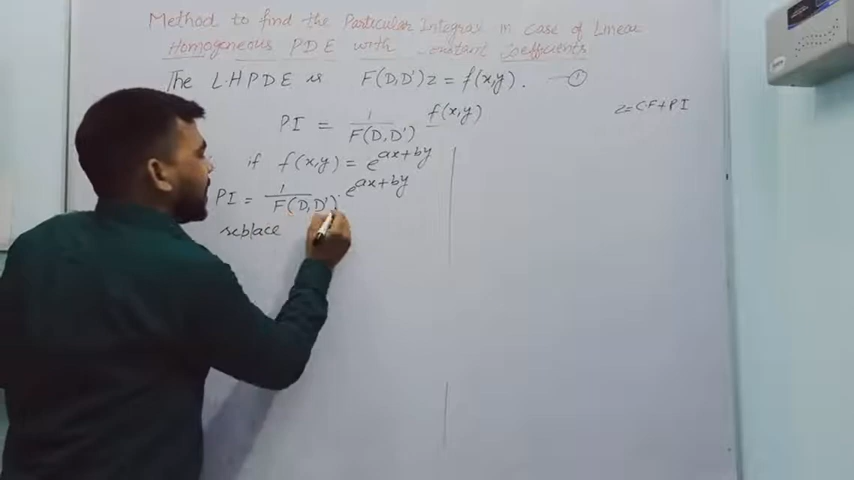 Method to find the Particular Integral in case of Linear
Homogeneous PDE with constant Coefficients
The L.H.PDE is F(D,D')z = f(x,y). — ①
PI = 1/F(D,D') f(x,y)
z=CF+PI
if f(x,y) = e^{ax+by}
PI = 1/F(D,D') e^{ax+by}
replace